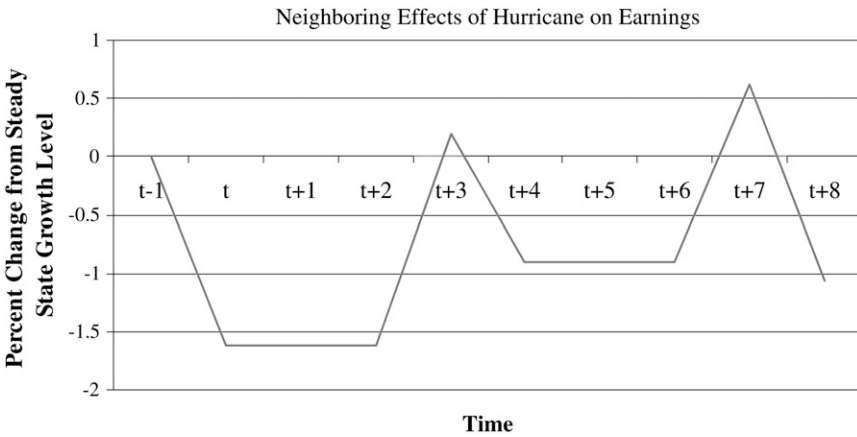 Neighboring Effects of Hurricane on Earnings
Percent Change from Steady
State Growth Level
1
0.5
0
-0.5
-1
-1.5
-2
t-1 t t+1 t+2 t+3 t+4 t+5 t+6 t+7 t+8
Time